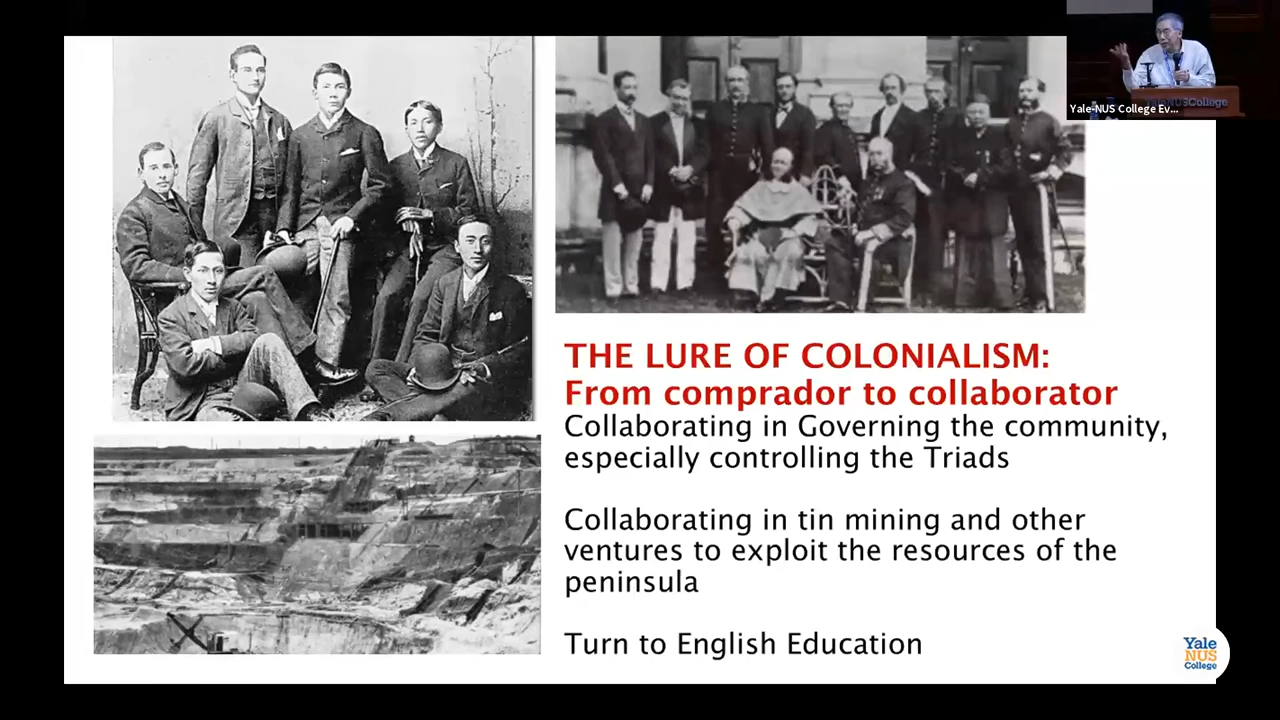 Yale-NUS College Ev...
YaleNUSCollege
THE LURE OF COLONIALISM:
From comprador to collaborator
Collaborating in Governing the community,
especially controlling the Triads
Collaborating in tin mining and other
ventures to exploit the resources of the
peninsula
Turn to English Education
Yale
NUS
College